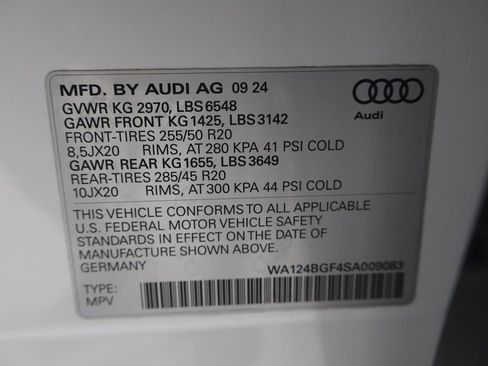 MFD. BY AUDI AG 09 24
GVWR KG 2970, LBS 6548
GAWR FRONT KG 1425, LBS 3142
FRONT-TIRES 255/50 R20
8,5JX20 RIMS, AT 280 KPA 41 PSI COLD
GAWR REAR KG 1655, LBS 3649
REAR-TIRES 285/45 R20
10JX20 RIMS, AT 300 KPA 44 PSI COLD
Audi
THIS VEHICLE CONFORMS TO ALL APPLICABLE
U.S. FEDERAL MOTOR VEHICLE SAFETY
STANDARDS IN EFFECT ON THE DATE OF
MANUFACTURE SHOWN ABOVE.
GERMANY WA124BGF4SA009083
TYPE:
MPV